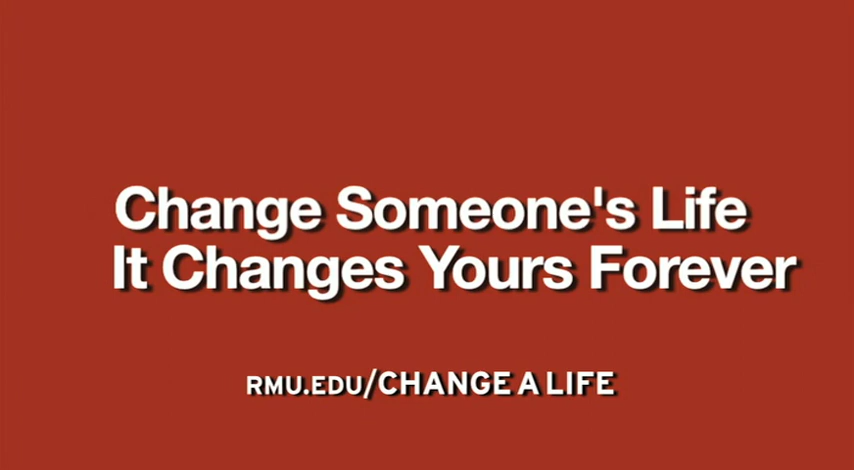 Change Someone's Life
It Changes Yours Forever
RMU.EDU/CHANGE A LIFE